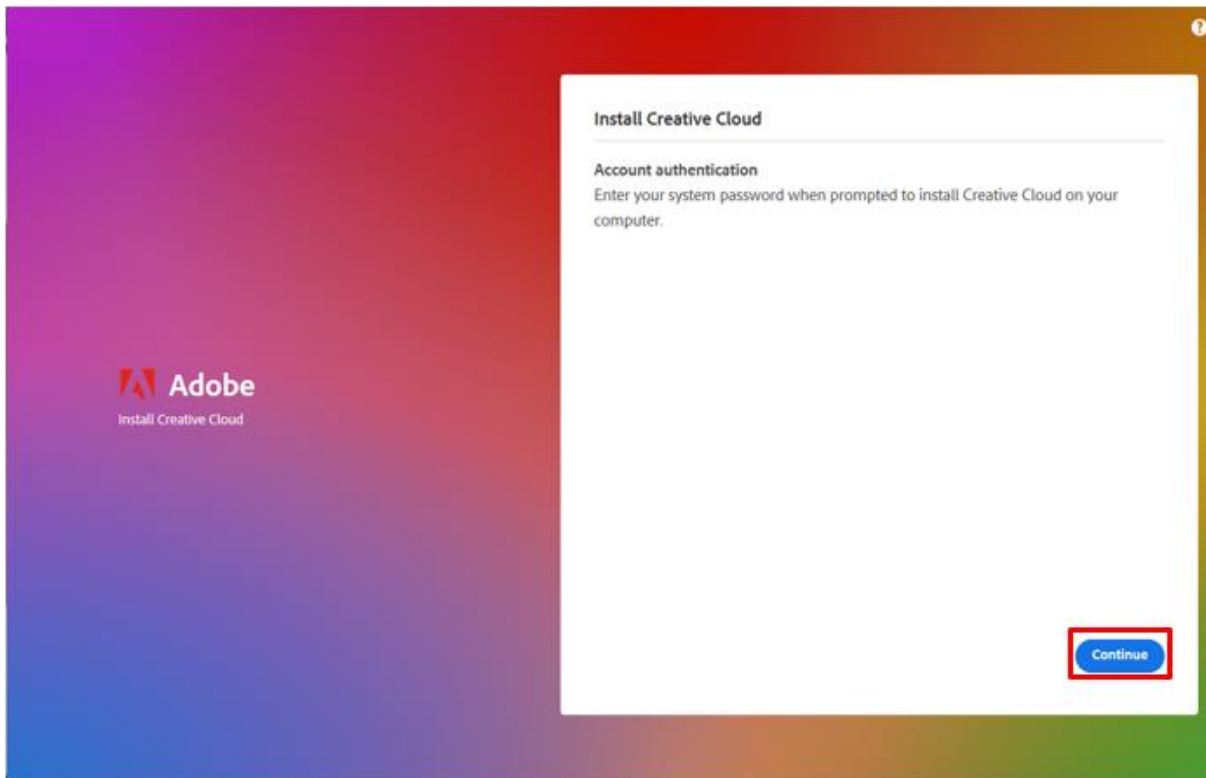 ?
Install Creative Cloud
Account authentication
Enter your system password when prompted to install Creative Cloud on your
computer.
Adobe
Install Creative Cloud
Continue